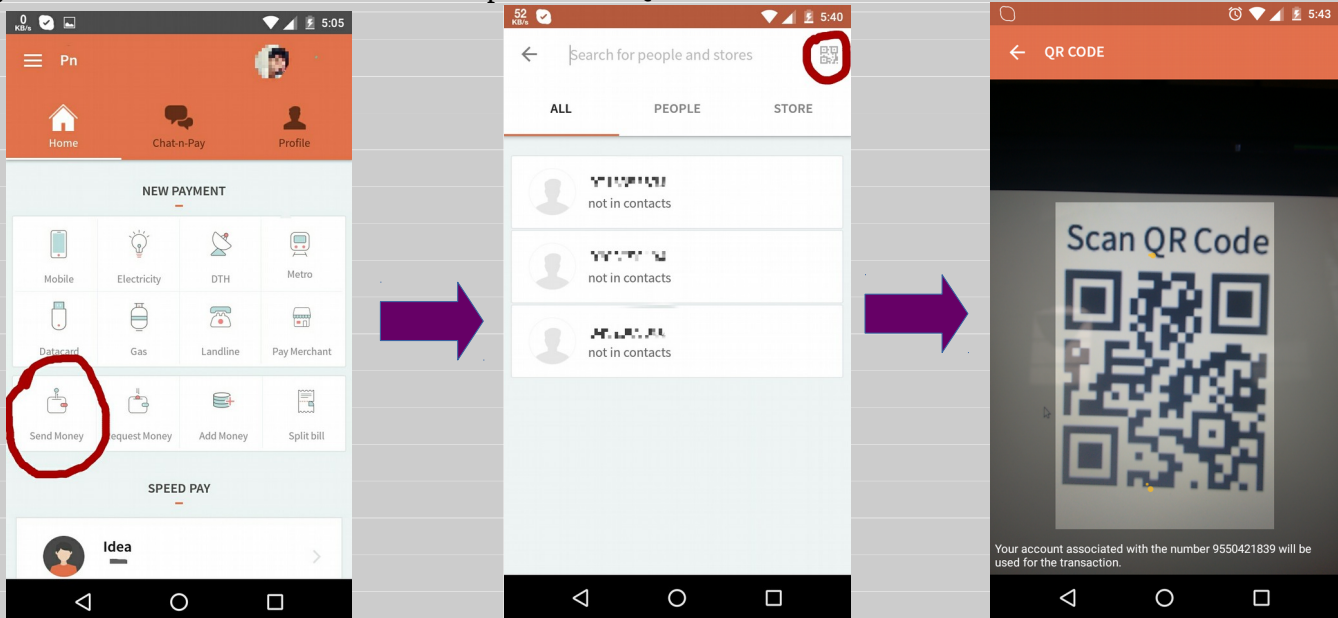 0
KB/s
5:05
Pn
Home
Chat-n-Pay
Profile
NEW PAYMENT
Mobile
Electricity
DTH
Metro
Datacard
Gas
Landline
Pay Merchant
Send Money
equest Money
Add Money
Split bill
SPEED PAY
Idea
52
KB/s
5:40
Search for people and stores
ALL
PEOPLE
STORE
not in contacts
not in contacts
not in contacts
5:43
QR CODE
Scan QR Code
Your account associated with the number 9550421839 will be
used for the transaction.